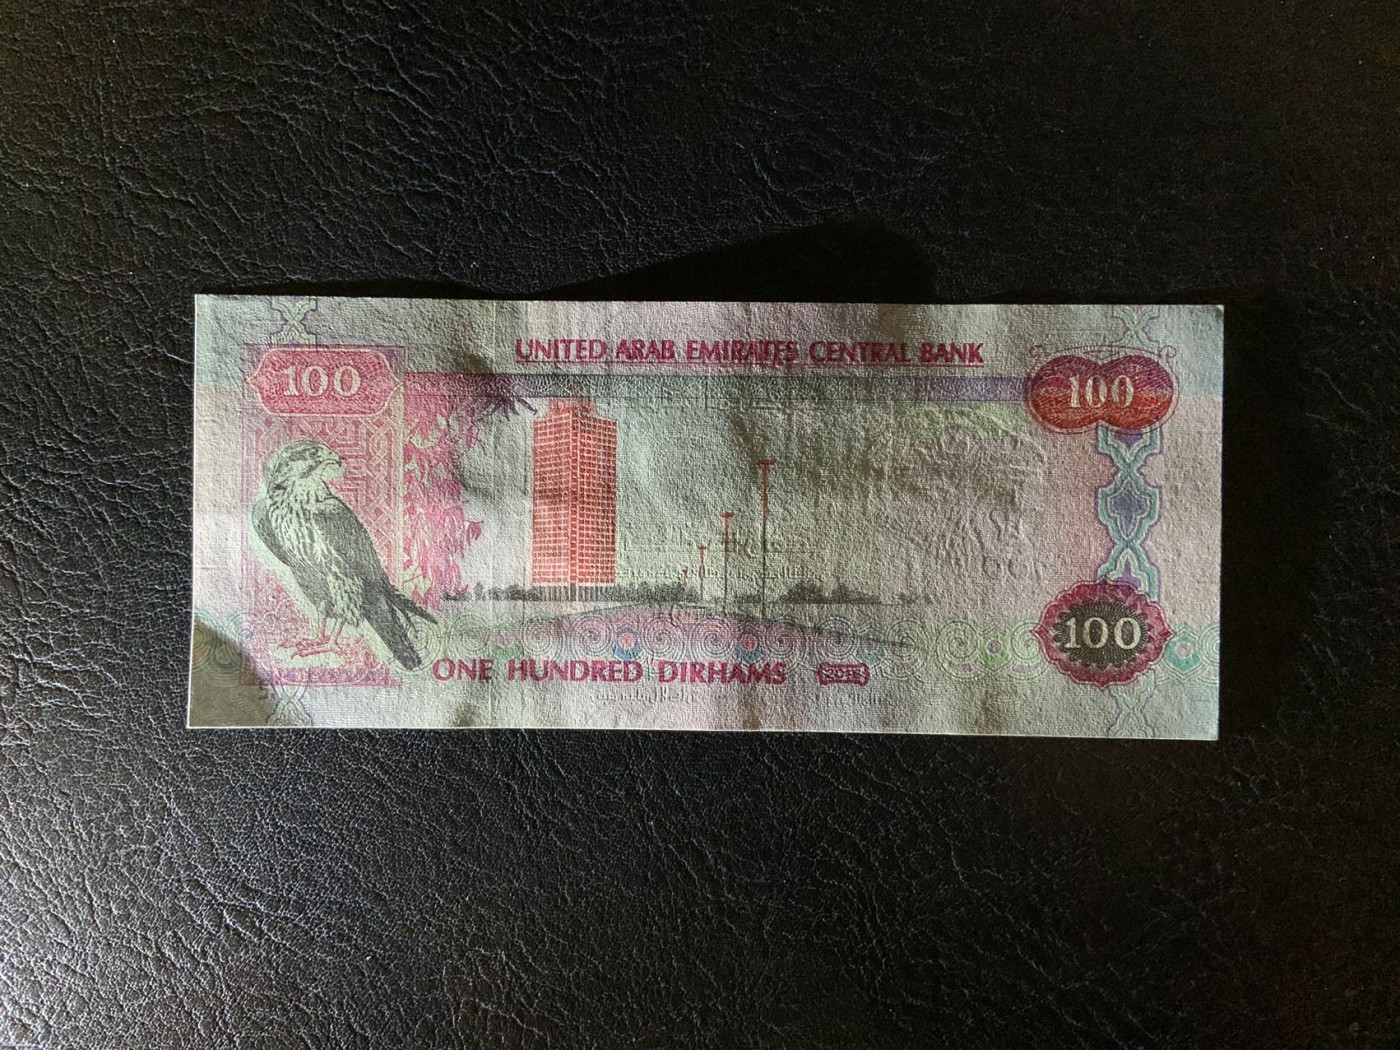 UNITED ARAB EMIRATES CENTRAL BANK
100
100
100
ONE HUNDRED DIRHAMS